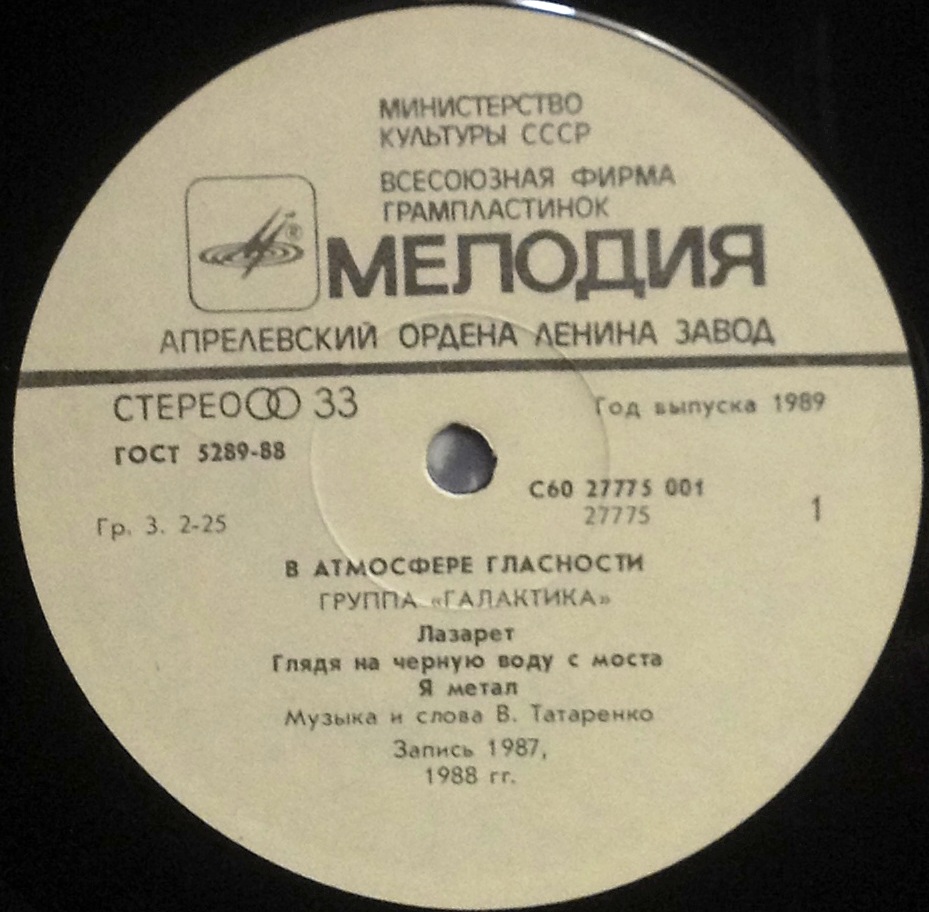 МИНИСТЕРСТВО
КУЛЬТУРЫ СССР
ВСЕСОЮЗНАЯ ФИРМА
ГРАМПЛАСТИНОК
®
МЕЛОДИЯ
АПРЕЛЕВСКИЙ ОРДЕНА ЛЕНИНА ЗАВОД
СТЕРЕО 33
Год выпуска 1989
ГОСТ 5289-88
С60 27775 001
27775
1
Гр. 3. 2-25
В АТМОСФЕРЕ ГЛАСНОСТИ
ГРУППА «ГАЛАКТИКА»
Лазарет
Глядя на черную воду с моста
Я метал
Музыка и слова В. Татаренко
Запись 1987,
1988 гг.